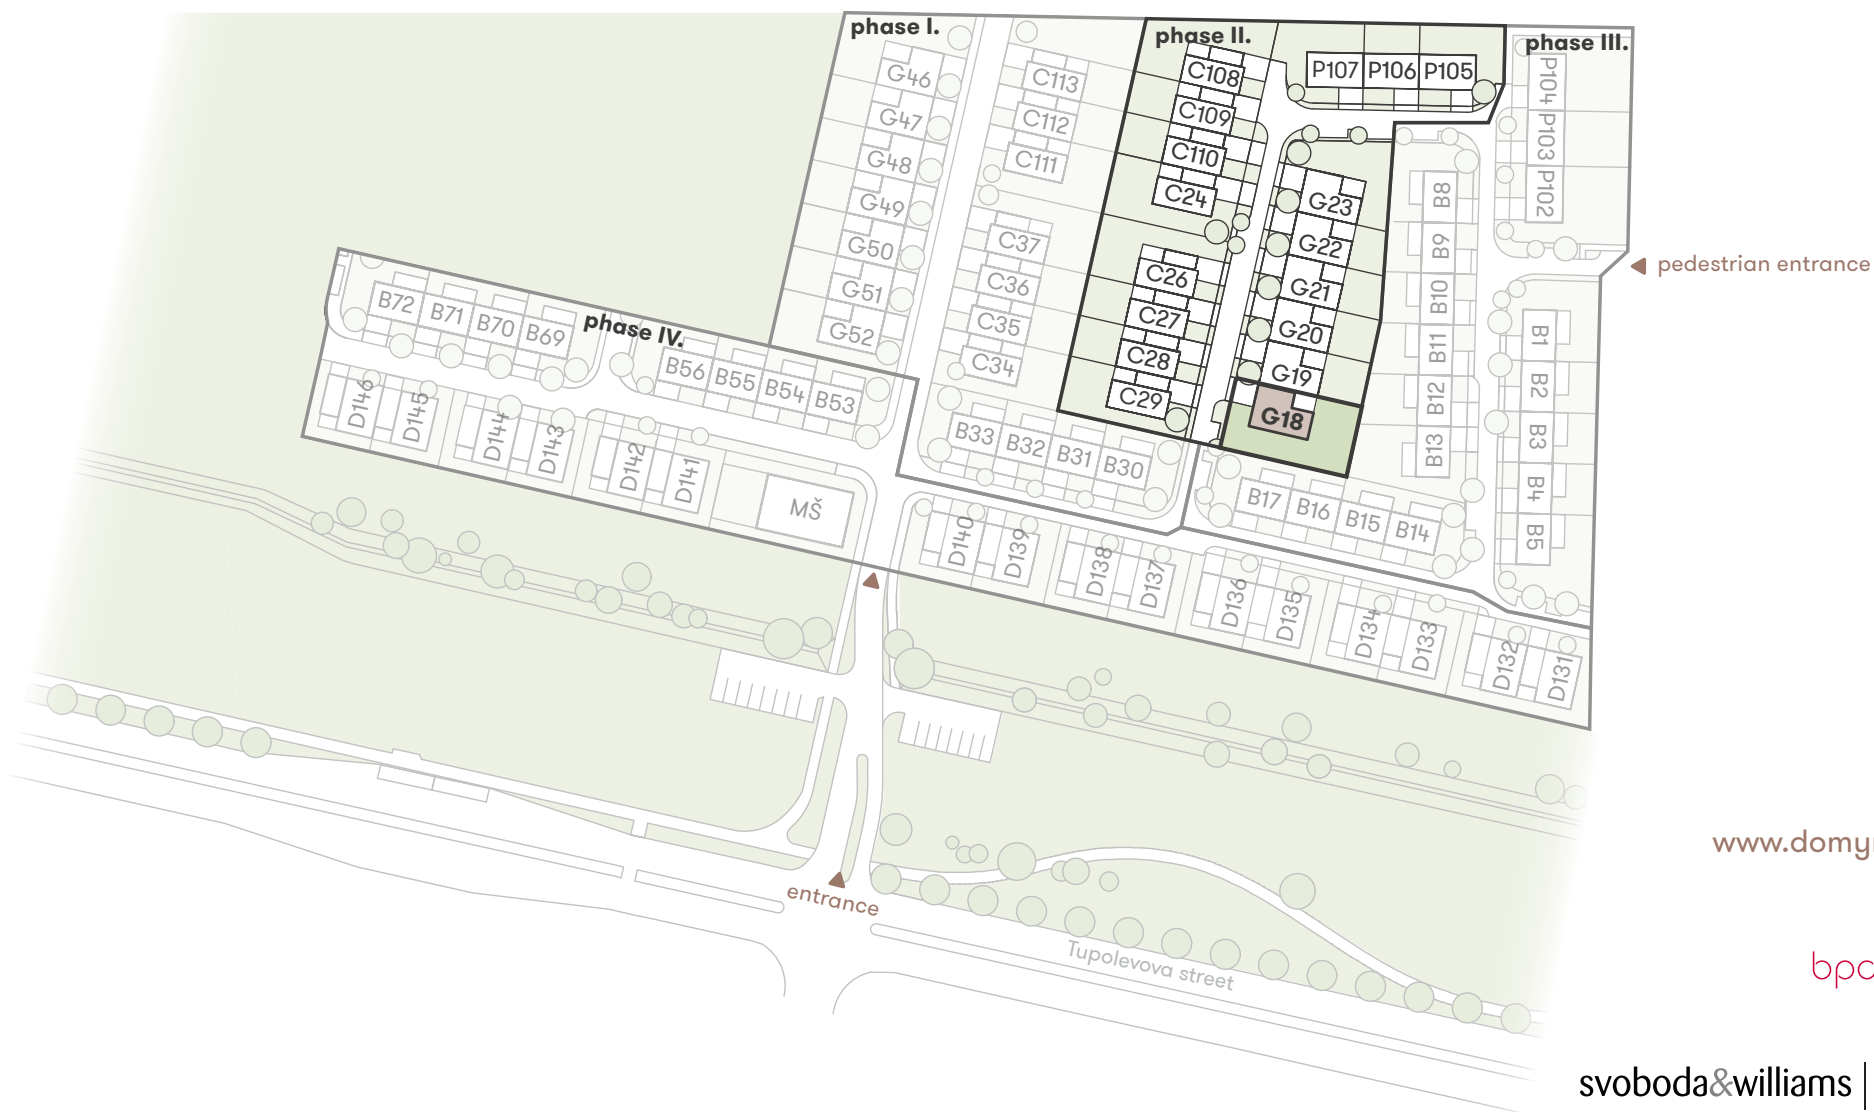 phase I.
phase II.
phase III.
phase IV.
G46
G47
G48
G49
G50
G51
G52
C113
C112
C111
C37
C36
C35
C34
B33 B32 B31 B30
C108
C109
C110
C24
C26
C27
C28
C29
P107 P106 P105
G23
G22
G21
G20
G19
G18
P104
P103
P102
B8
B9
B10
B11
B12
B13
B1
B2
B3
B4
B5
B17 B16 B15 B14
pedestrian entrance
B72 B71 B70 B69
B56 B55 B54 B53
D146 D145 D144 D143 D142 D141
MŠ
D140 D139 D138 D137 D136 D135 D134 D133 D132 D131
entrance
Tupolevova street
svoboda&williams